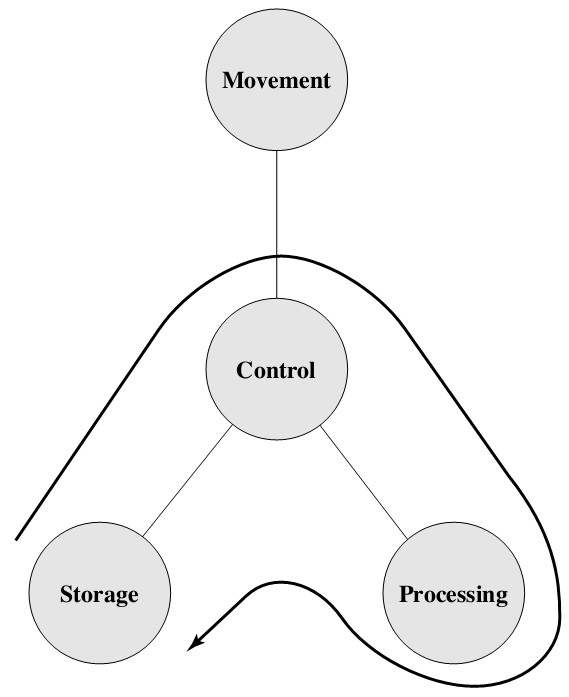 Movement
Control
Storage
Processing